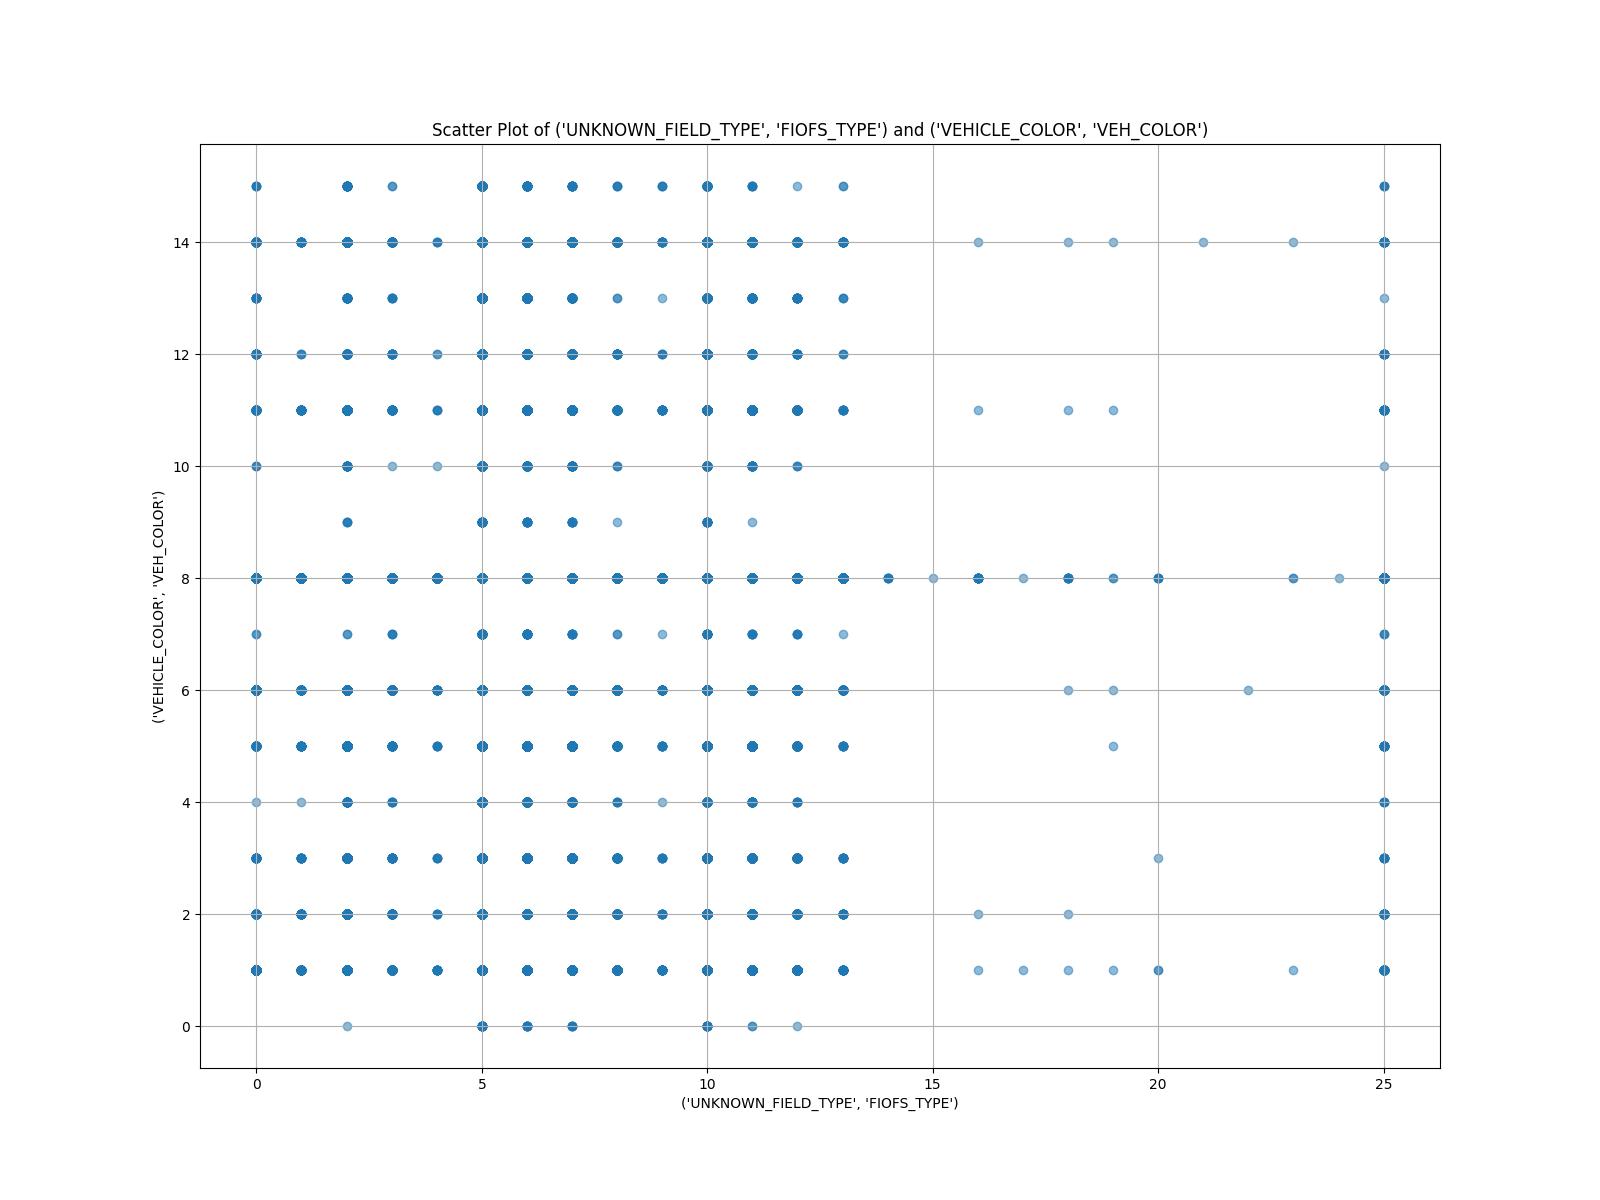 Scatter Plot of ('UNKNOWN_FIELD_TYPE', 'FIOFS_TYPE') and ('VEHICLE_COLOR', 'VEH_COLOR')
('VEHICLE_COLOR', 'VEH_COLOR')
14
12
10
8
6
4
2
0
0 5 10 15 20 25
('UNKNOWN_FIELD_TYPE', 'FIOFS_TYPE')